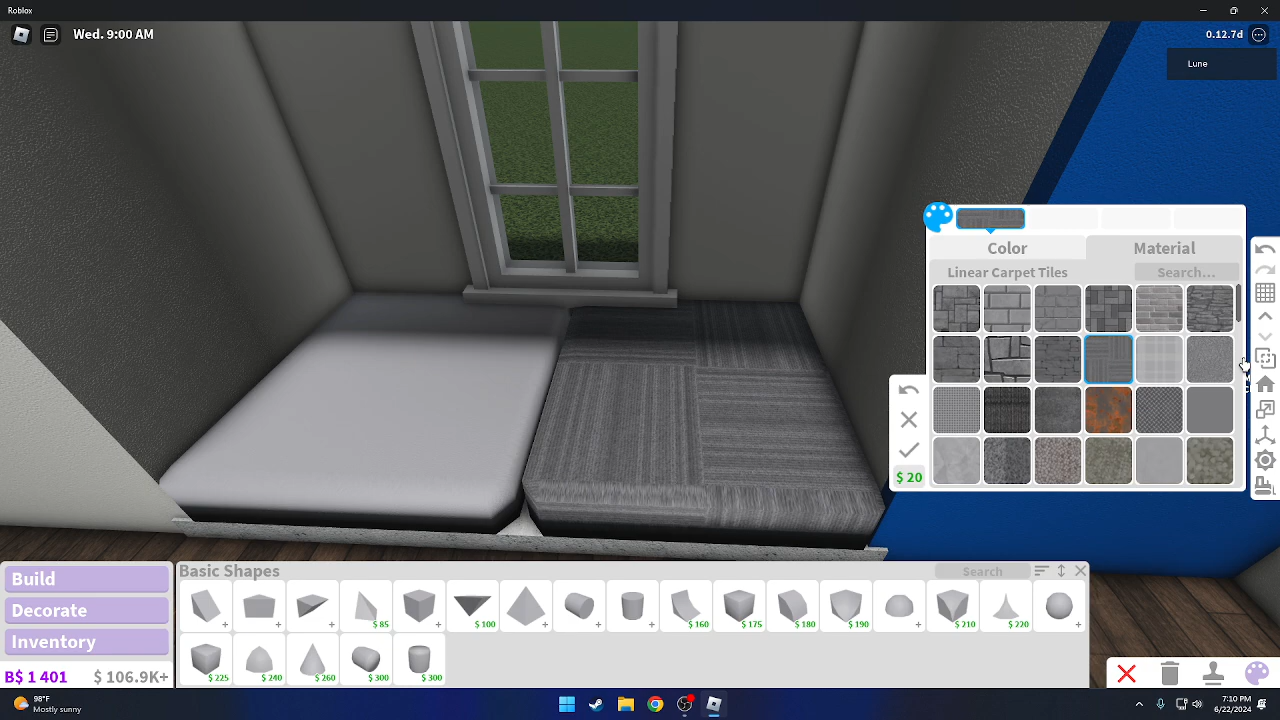 Roblox
Wed. 9:00 AM
0.12.7d
Lune
Color
Material
Linear Carpet Tiles
Search...
$ 20
Basic Shapes
Search
Build
Decorate
Inventory
B$ 1 401
$ 106.9K+
$ 85
$ 100
$ 160
$ 175
$ 180
$ 190
$ 210
$ 220
$ 225
$ 240
$ 260
$ 300
$ 300
98°F
Mostly sunny
7:10 PM
6/22/2024